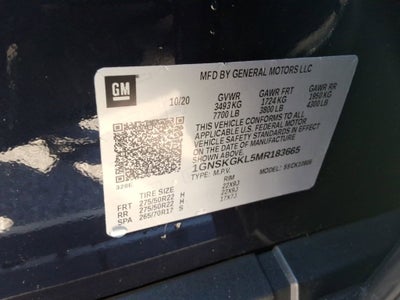 GM
MFD BY GENERAL MOTORS LLC
10/20 GVWR GAWR FRT GAWR RR
3493 KG 1724 KG 1950 KG
7700 LB 3800 LB 4300 LB
THIS VEHICLE CONFORMS TO ALL
APPLICABLE U.S. FEDERAL MOTOR
VEHICLE SAFETY STANDARDS IN
EFFECT ON THE DATE OF MANUFACTURE
SHOWN ABOVE
1GNSKGKL5MR183665
TYPE: M.P.V. MODEL:
TIRE SIZE RIM
FRT 275/50R22 H 22X9J
RR 275/50R22 H 22X9J
SPA 265/70R17 S 17X7J